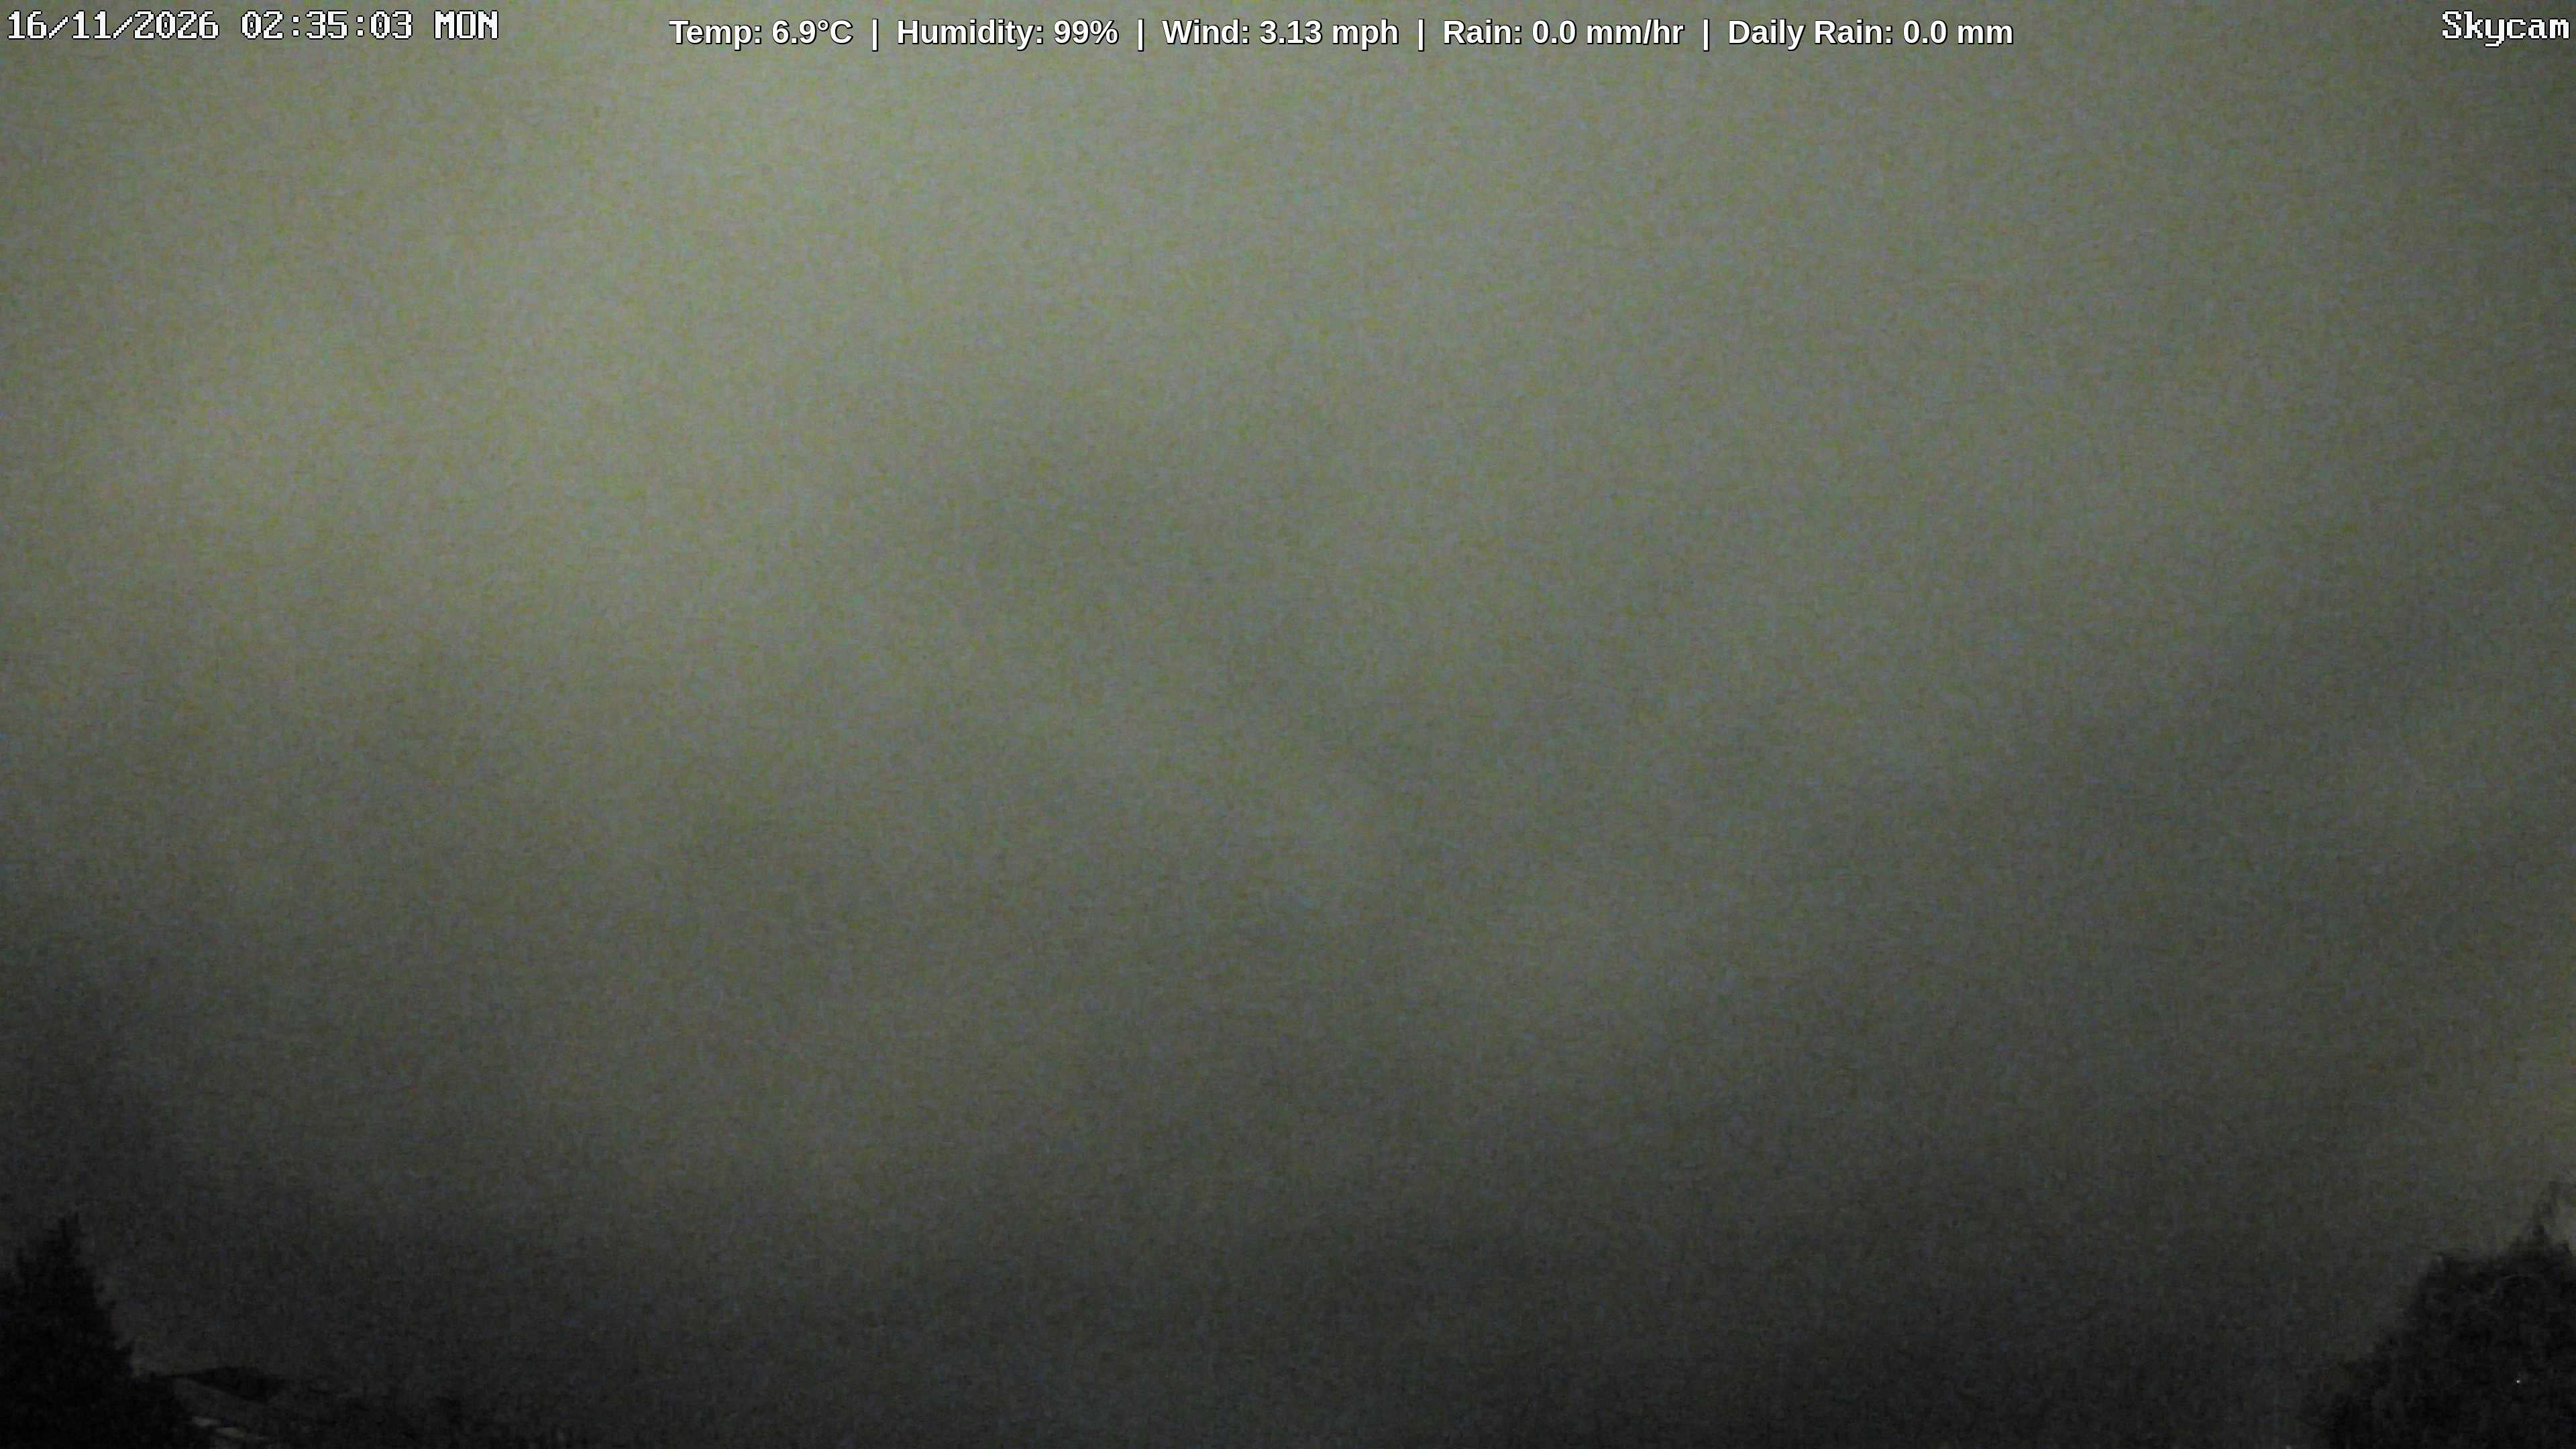 16/11/2026 02:35:03 MON
Temp: 6.9°C | Humidity: 99% | Wind: 3.13 mph | Rain: 0.0 mm/hr | Daily Rain: 0.0 mm
Skycam